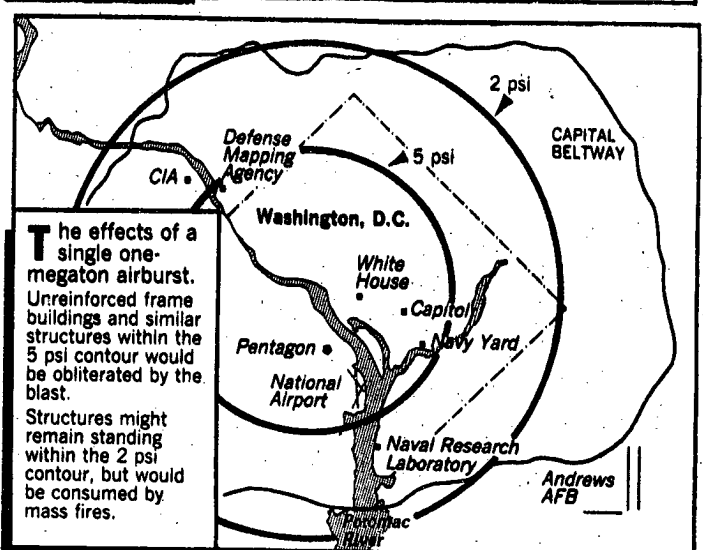 2 psi
CAPITAL
BELTWAY
Defense
Mapping
Agency
5 psi
CIA
Washington, D.C.
The effects of a
single one-
megaton airburst.
Unreinforced frame
buildings and similar
structures within the
5 psi contour would
be obliterated by the
blast.
Structures might
remain standing
within the 2 psi
contour, but would
be consumed by
mass fires.
White
House
Capitol
Navy Yard
Pentagon
National
Airport
Naval Research
Laboratory
Andrews
AFB
Potomac
River